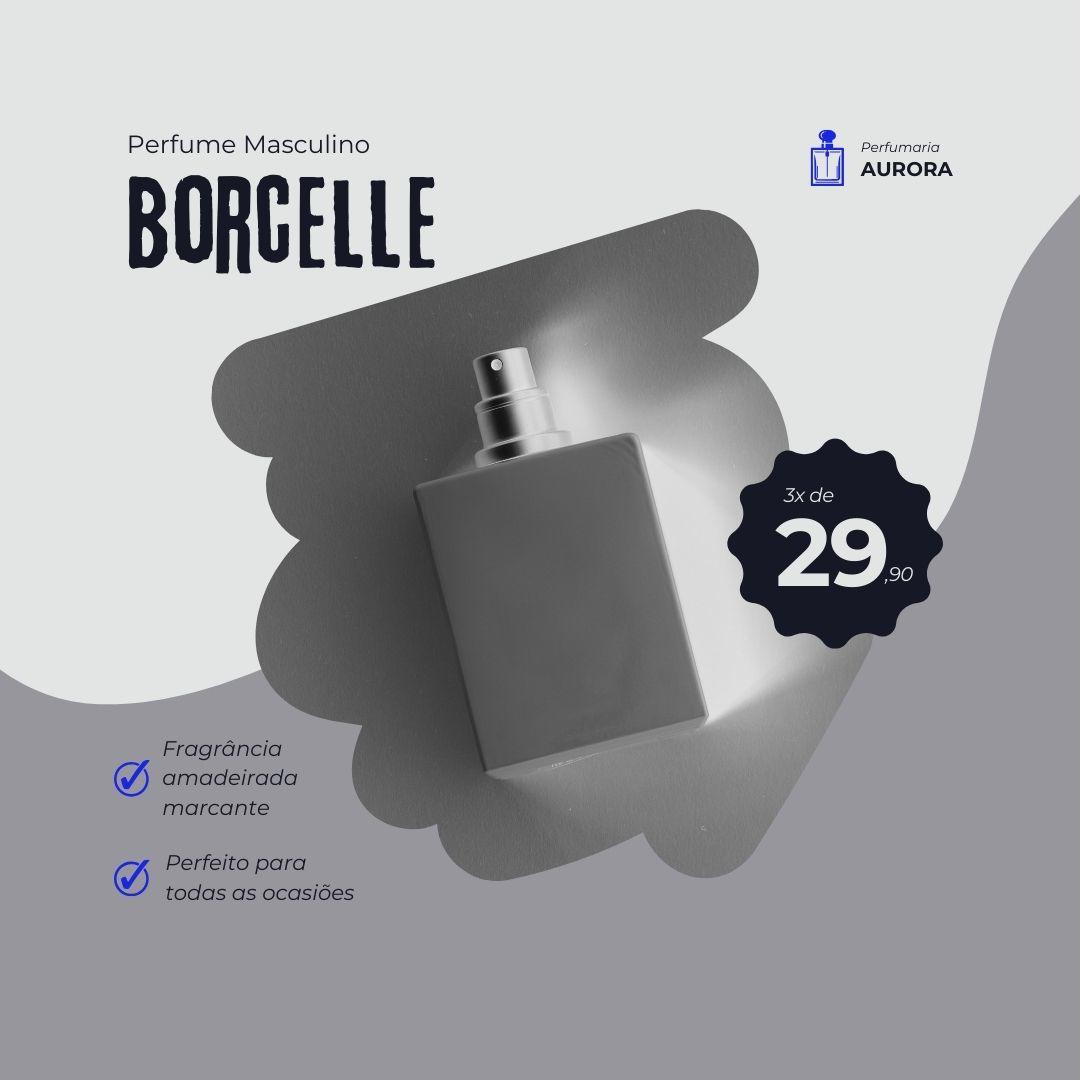 Perfume Masculino
BORCELLE
Perfumaria
AURORA
3x de
29,90
Fragrância
amadeirada
marcante
Perfeito para
todas as ocasiões